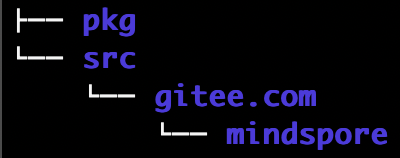 ├── pkg
└── src
    └── gitee.com
        └── mindspore